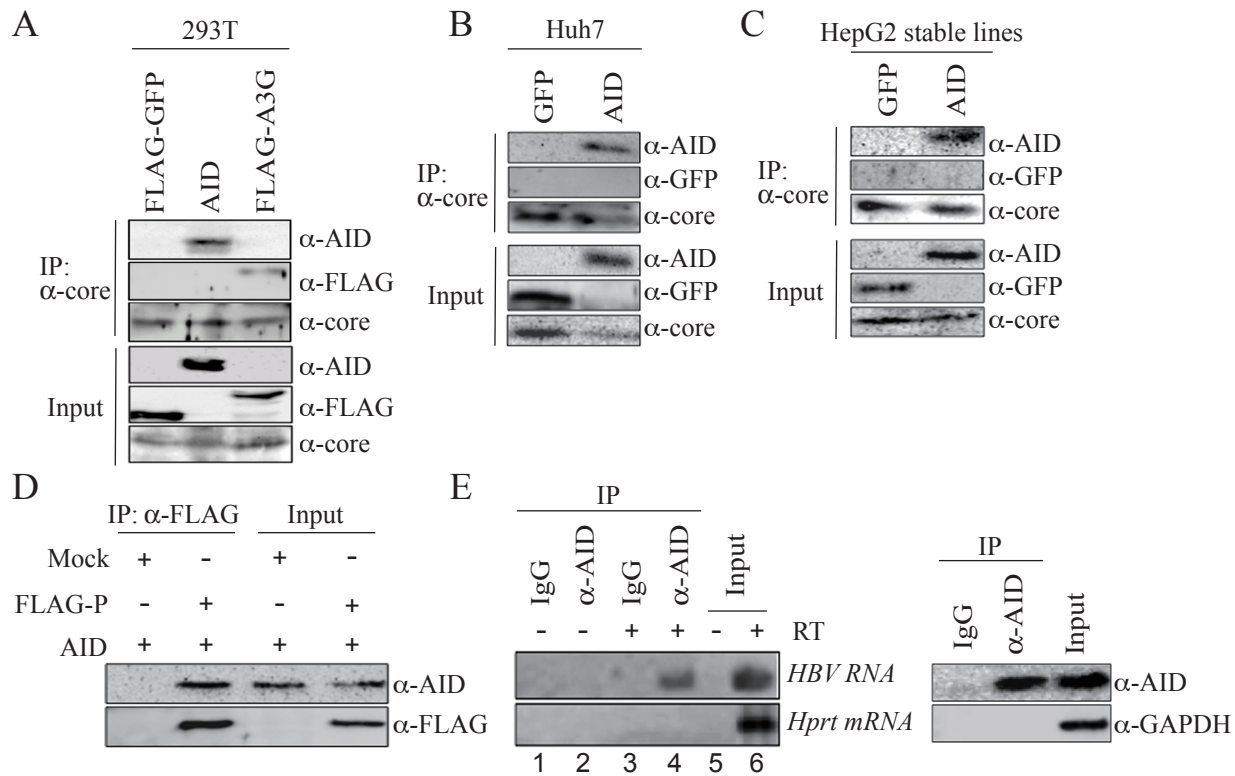 A
293T
FLAG-GFP
AID
FLAG-A3G
IP:
α-core
α-AID
α-FLAG
α-core
Input
α-AID
α-FLAG
α-core
B
Huh7
GFP
AID
IP:
α-core
α-AID
α-GFP
α-core
Input
α-AID
α-GFP
α-core
C
HepG2 stable lines
GFP
AID
IP:
α-core
α-AID
α-GFP
α-core
Input
α-AID
α-GFP
α-core
D
IP: α-FLAG Input
Mock + - + -
FLAG-P - + - +
AID + + + +
α-AID
α-FLAG
E
IP
IgG
α-AID
IgG
α-AID
Input
- - + + - + RT
HBV RNA
Hprt mRNA
1 2 3 4 5 6
IP
IgG
α-AID
Input
α-AID
α-GAPDH